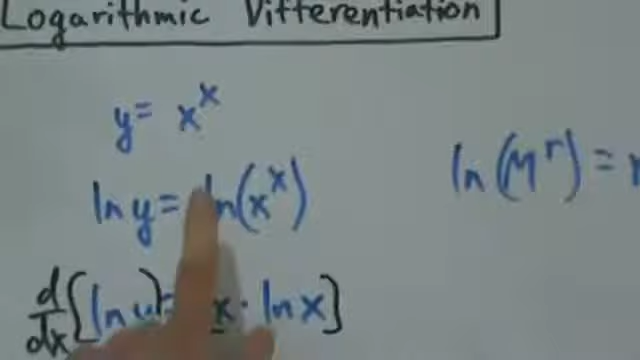 Logarithmic Differentiation
y = x^x
ln y = ln(x^x)
ln(M^r) =
d/dx [ln y = x · ln x]